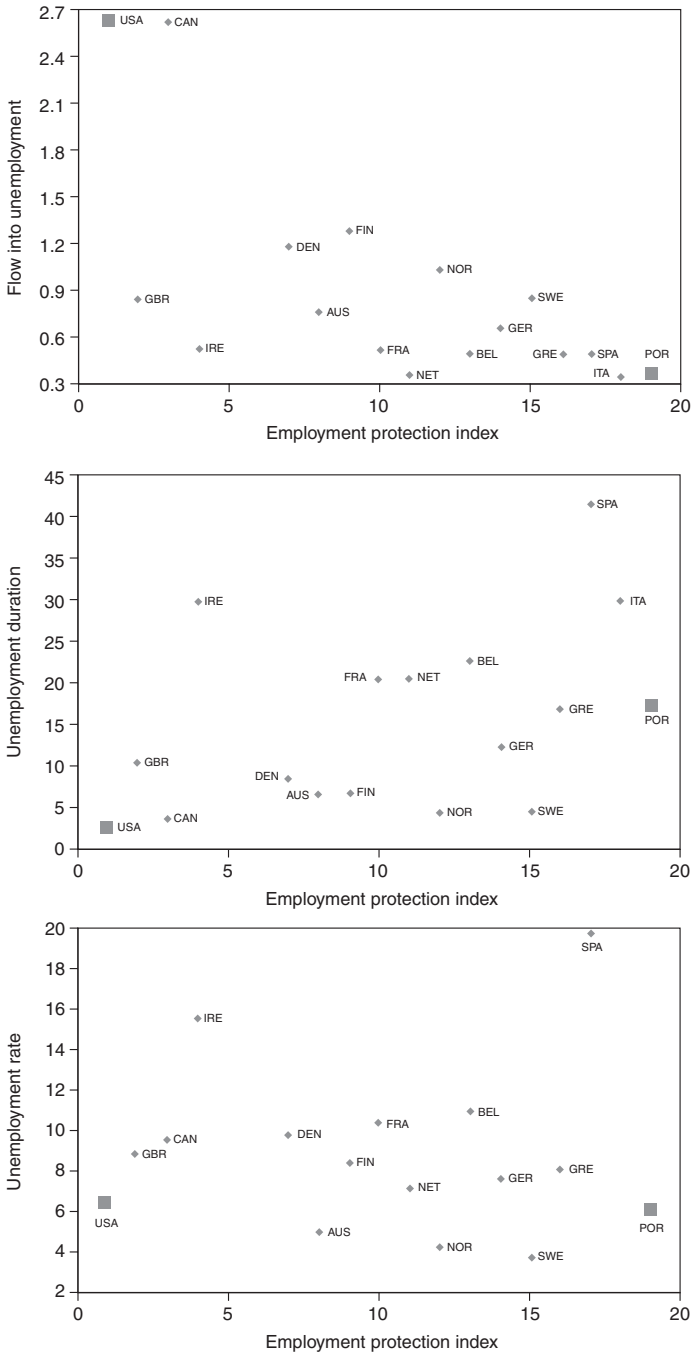 2.7
USA
CAN
2.4
2.1
1.8
1.5
FIN
1.2
DEN
NOR
0.9
GBR
SWE
AUS
GER
0.6
IRE
FRA
BEL
GRE
SPA
POR
NET
ITA
0.3
0
5
10
15
20
Flow into unemployment
Employment protection index
45
SPA
40
35
30
IRE
ITA
25
BEL
FRA
NET
20
GRE
15
POR
GER
10
GBR
DEN
AUS
FIN
5
CAN
NOR
SWE
USA
0
0
5
10
15
20
Unemployment duration
Employment protection index
20
SPA
18
16
IRE
14
12
BEL
FRA
10
CAN
DEN
GBR
FIN
8
GRE
GER
NET
6
USA
POR
AUS
4
NOR
SWE
2
0
5
10
15
20
Unemployment rate
Employment protection index